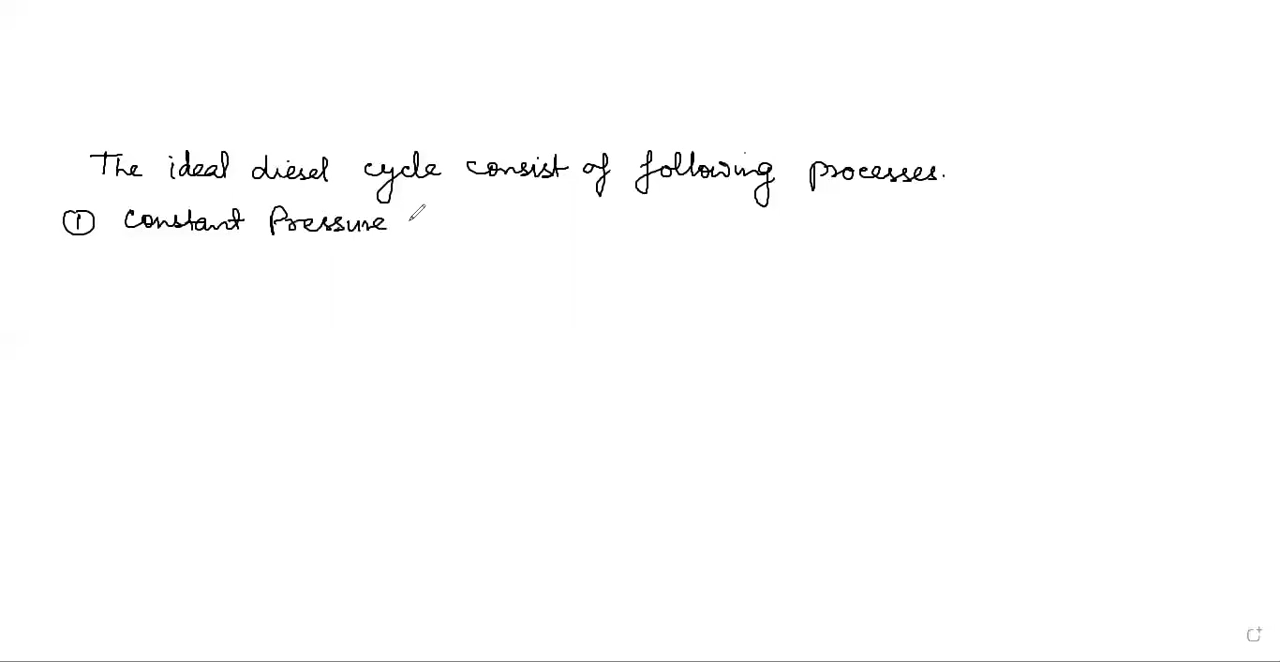 The ideal diesel cycle consist of following processes.
① Constant Pressure